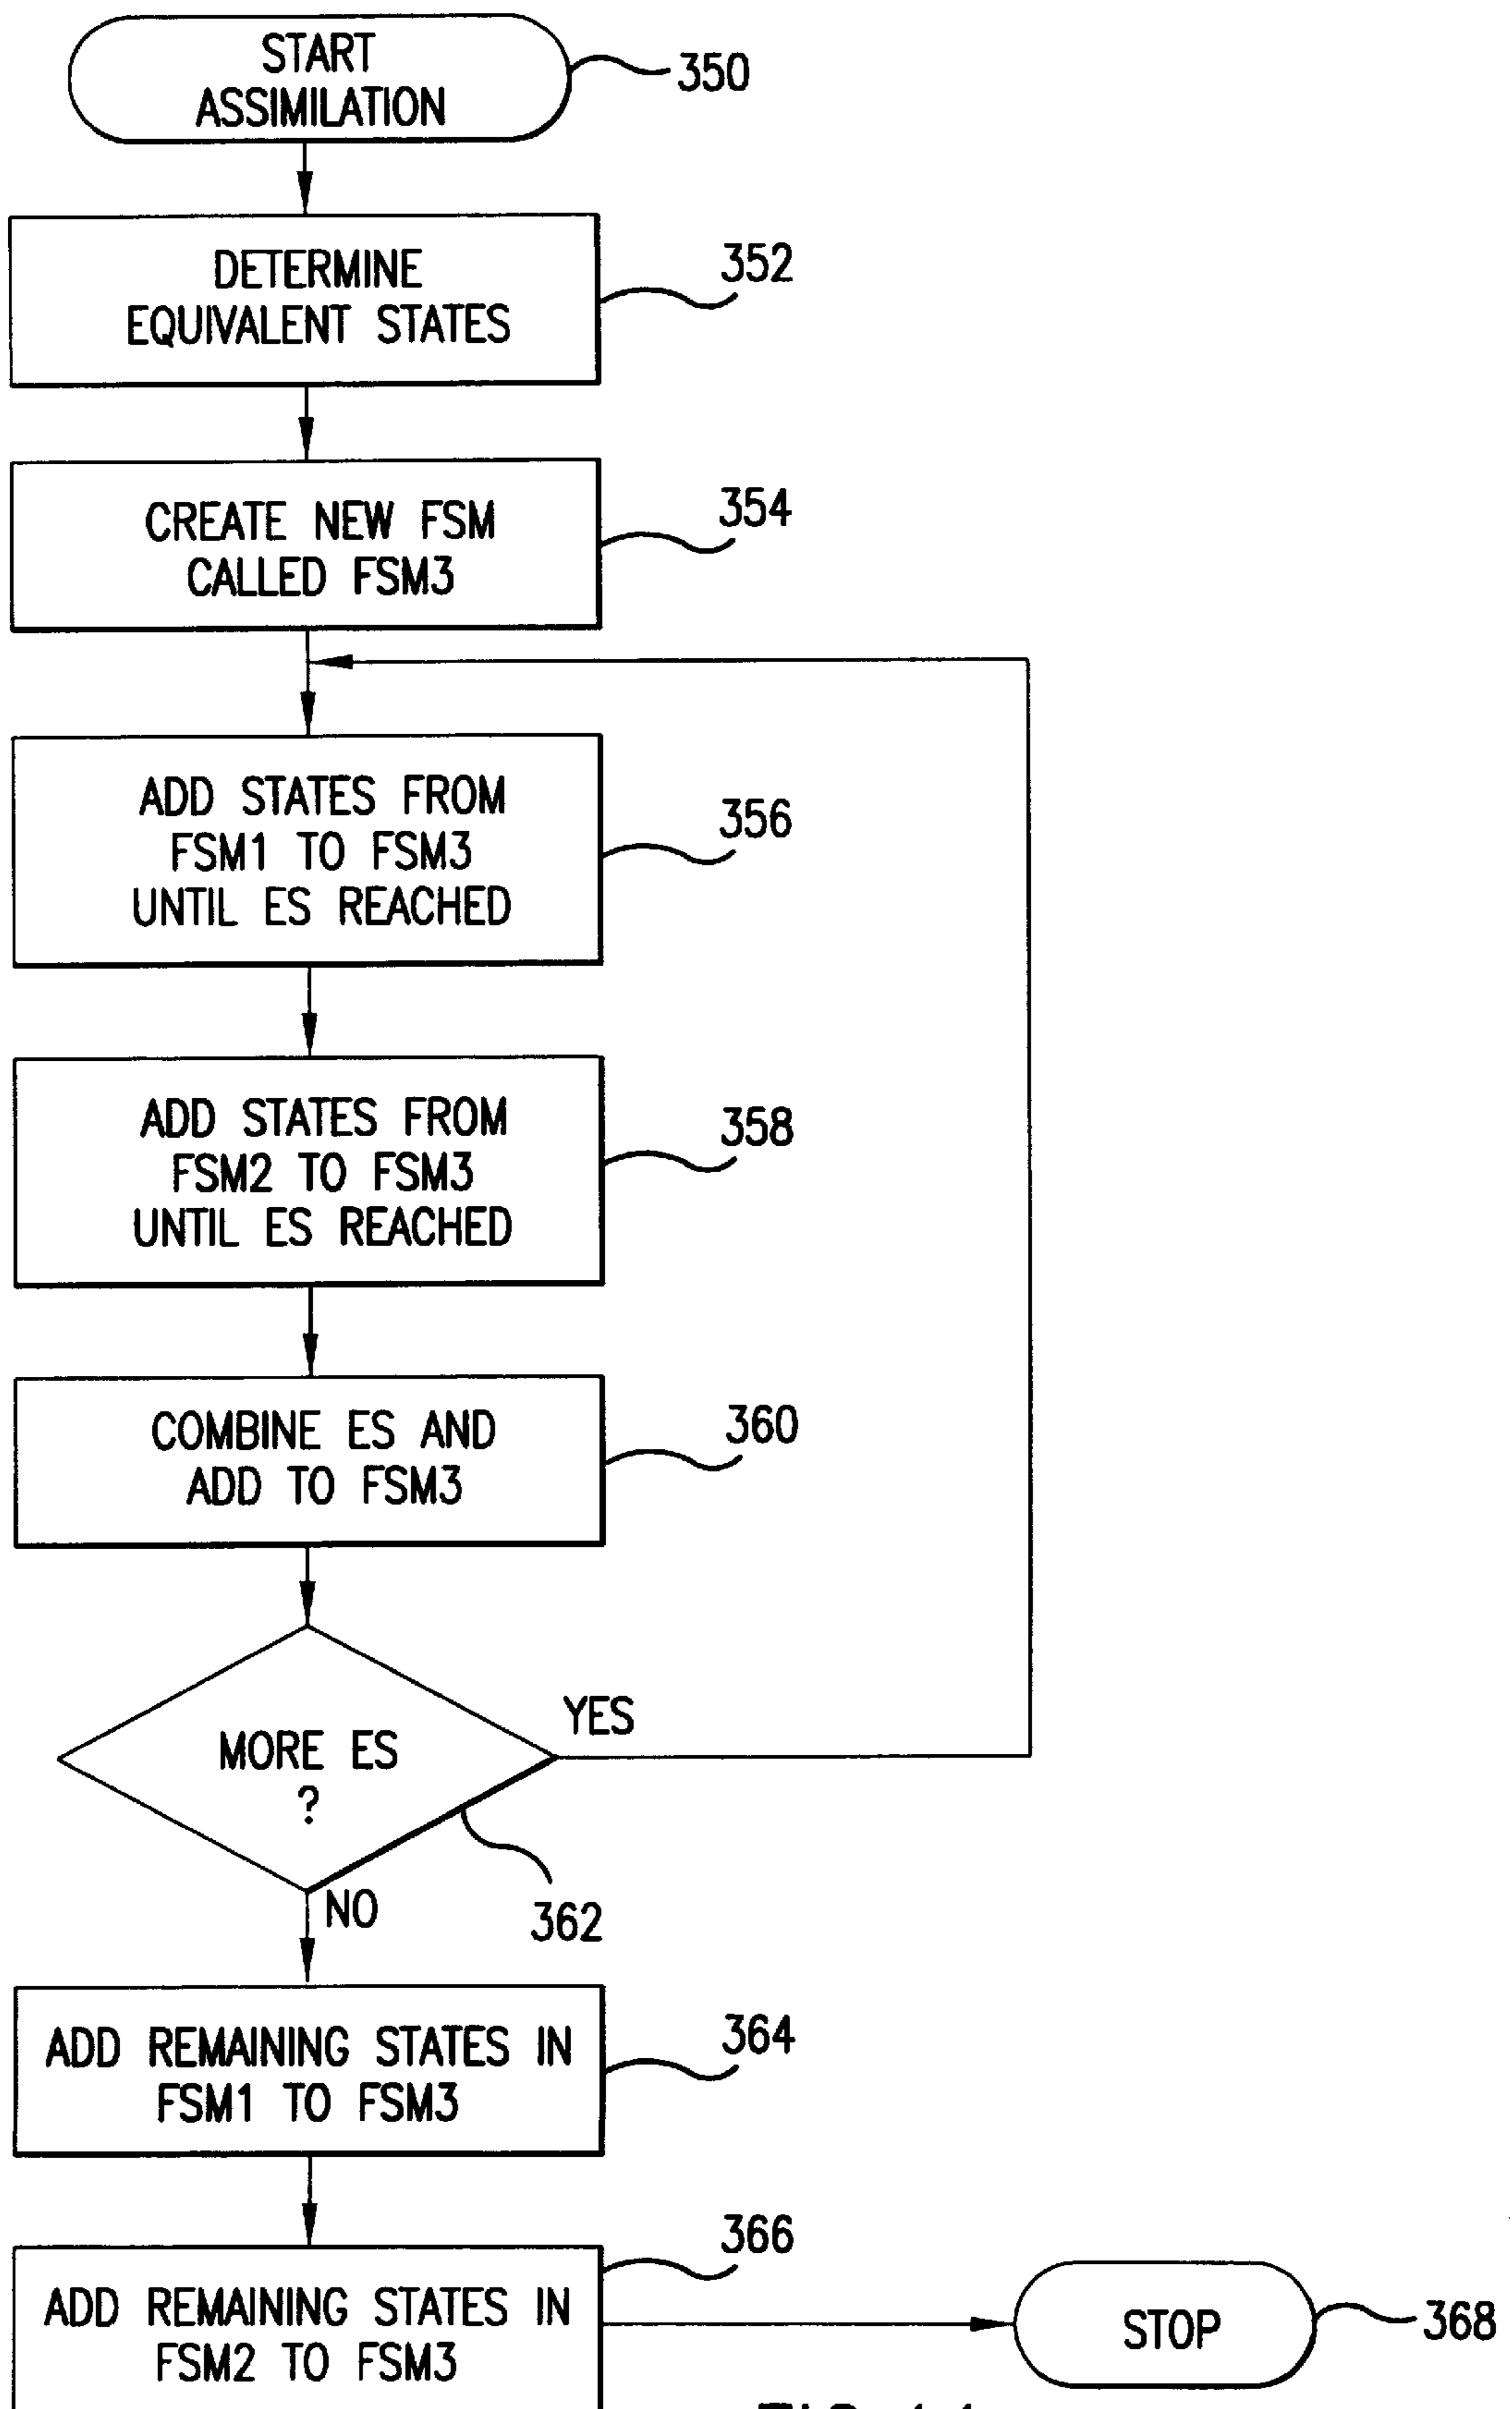 START
ASSIMILATION
350
DETERMINE
EQUIVALENT STATES
352
CREATE NEW FSM
CALLED FSM3
354
ADD STATES FROM
FSM1 TO FSM3
UNTIL ES REACHED
356
ADD STATES FROM
FSM2 TO FSM3
UNTIL ES REACHED
358
COMBINE ES AND
ADD TO FSM3
360
MORE ES
?
YES
NO
362
ADD REMAINING STATES IN
FSM1 TO FSM3
364
ADD REMAINING STATES IN
FSM2 TO FSM3
366
STOP
368